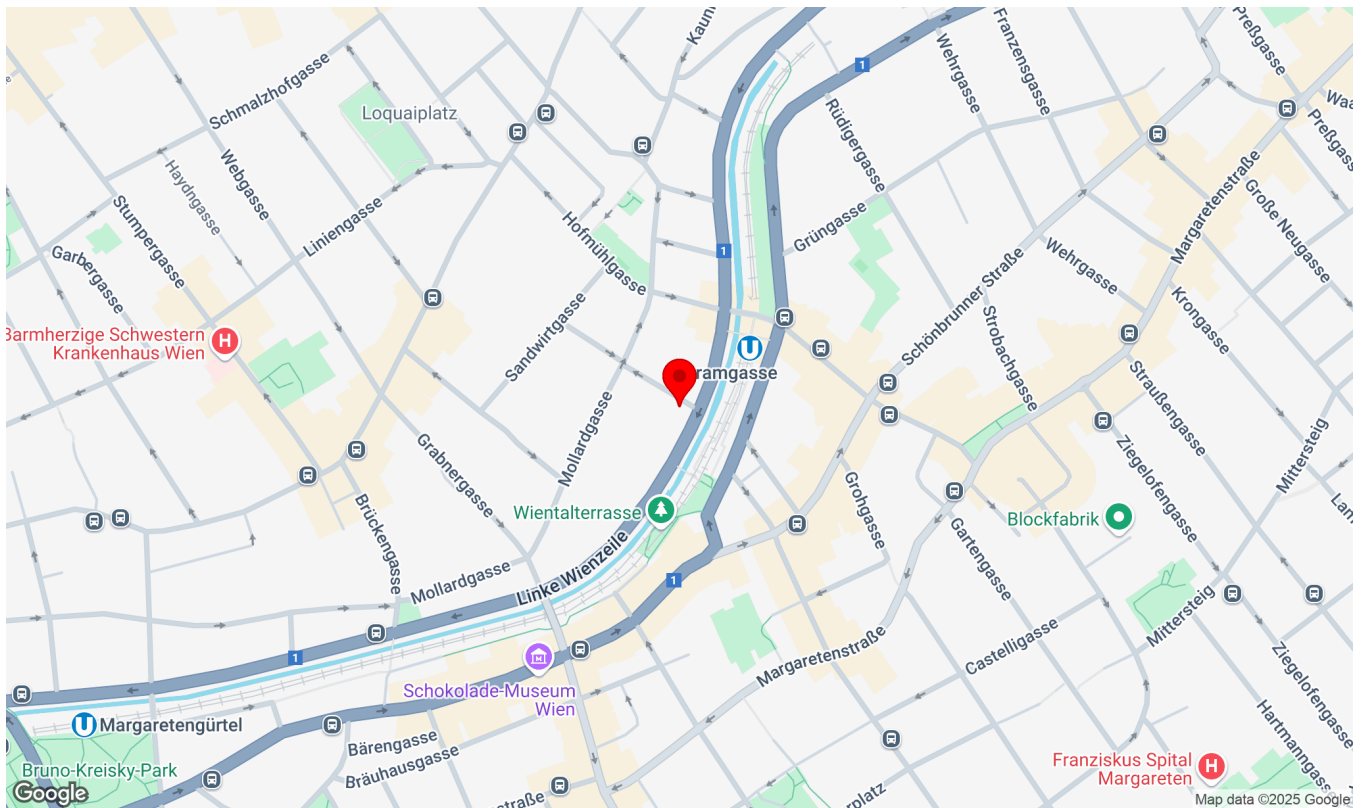 Kaun
Franzensgasse
Preßgasse
Wehrgasse
1
Schmalzhofgasse
Loquaiplatz
Rüdigergasse
Waa
Preßgasse
Haydngasse
Webgasse
Margaretenstraße
Große Neugasse
Stumpergasse
Liniengasse
Hofmühlgasse
Grüngasse
Garbergasse
1
Wehrgasse
Krongasse
Schönbrunner Straße
Strobachgasse
Barmherzige Schwestern
Krankenhaus Wien
H
Sandwirtgasse
U
ramgasse
Straußengasse
Mollardgasse
Mittersteig
Grabnergasse
Ziegelofengasse
Grohgasse
Brückengasse
Wientalterrasse
Blockfabrik
Gartengasse
Linke Wienzeile
Mollardgasse
1
Mittersteig
Castelligasse
1
Margaretenstraße
M
Schokolade-Museum
Wien
Ziegelofengasse
U
Margaretengürtel
Hartmanngasse
Bärengasse
Bräuhausgasse
Bruno-Kreisky-Park
Franziskus Spital
Margareten
H
nstraße
rplatz
Google
Map data ©2025 Google